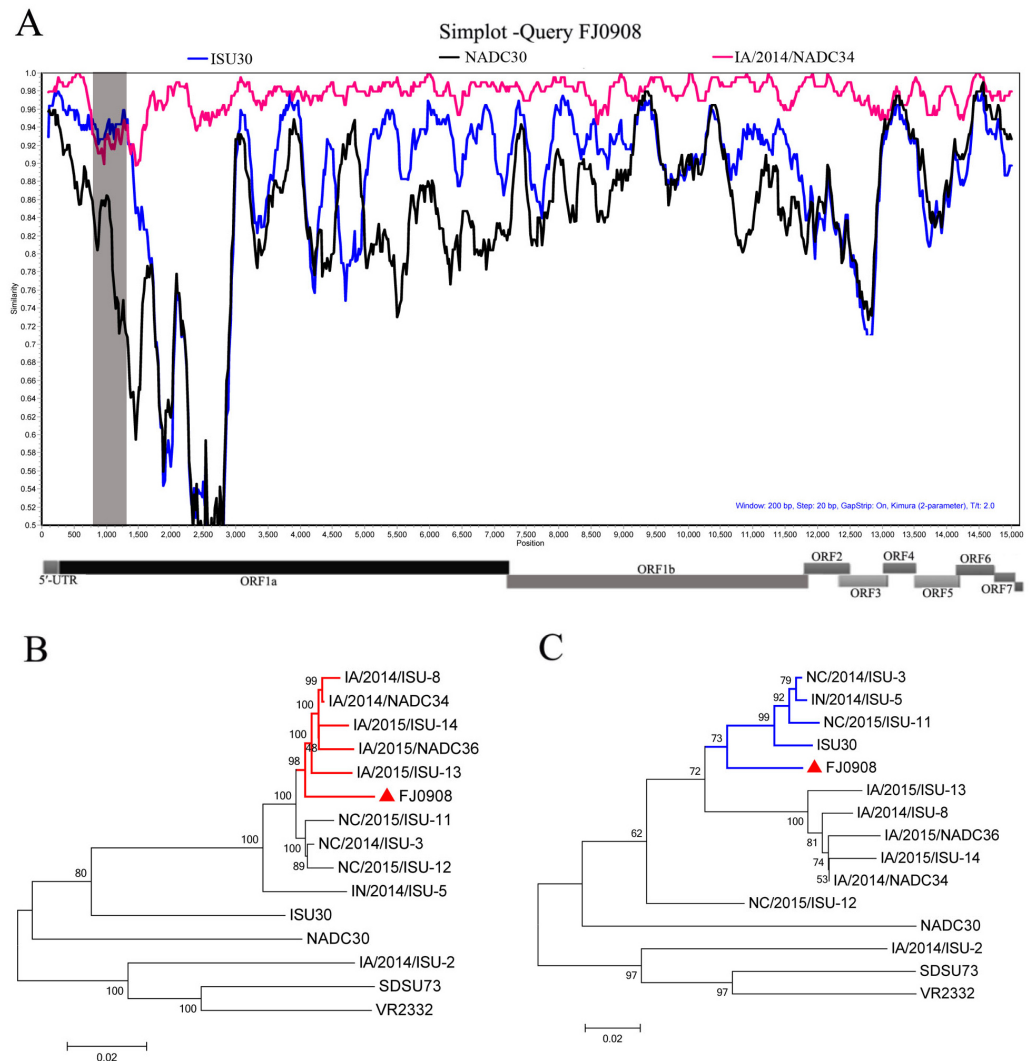 A
Simplot -Query FJ0908
ISU30 NADC30 IA/2014/NADC34
1.0
0.98
0.96
0.94
0.92
0.9
0.88
0.86
0.84
0.82
0.8
0.78
0.76
0.74
0.72
0.7
0.68
0.66
0.64
0.62
0.6
0.58
0.56
0.54
0.52
0.5
Similarity
Window: 200 bp, Step: 20 bp, GapStrip: On, Kimura (2-parameter), T/t: 2.0
0 500 1,000 1,500 2,000 2,500 3,000 3,500 4,000 4,500 5,000 5,500 6,000 6,500 7,000 7,500 8,000 8,500 9,000 9,500 10,000 10,500 11,000 11,500 12,000 12,500 13,000 13,500 14,000 14,500 15,000
Position
5'-UTR ORF1a ORF1b ORF2 ORF3 ORF4 ORF5 ORF6 ORF7
B
99 IA/2014/ISU-8
IA/2014/NADC34
100
IA/2015/ISU-14
100
48 IA/2015/NADC36
98 IA/2015/ISU-13
FJ0908
100
NC/2015/ISU-11
100 NC/2014/ISU-3
89 NC/2015/ISU-12
IN/2014/ISU-5
80
ISU30
NADC30
IA/2014/ISU-2
100
SDSU73
100
VR2332
0.02
C
79 NC/2014/ISU-3
92 IN/2014/ISU-5
99 NC/2015/ISU-11
73 ISU30
FJ0908
72
IA/2015/ISU-13
100 IA/2014/ISU-8
81 IA/2015/NADC36
74 IA/2015/ISU-14
53 IA/2014/NADC34
62
NC/2015/ISU-12
NADC30
IA/2014/ISU-2
97
SDSU73
97
VR2332
0.02